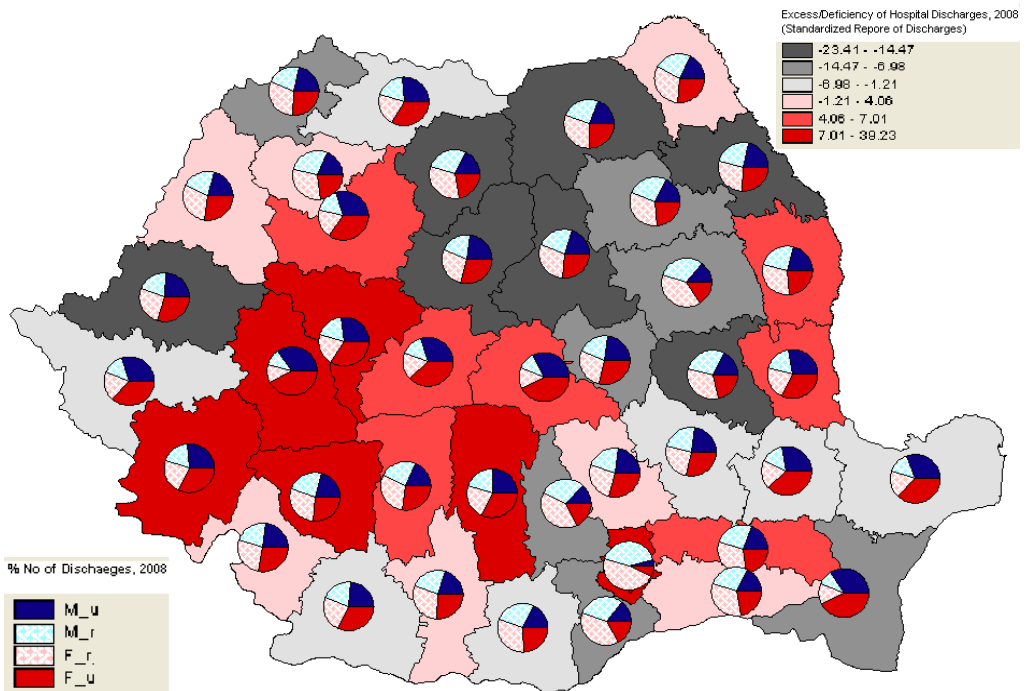 Excess/Deficiency of Hospital Discharges, 2008
(Standardized Repore of Discharges)
-23.41 - -14.47
-14.47 - -6.98
-6.98 - -1.21
-1.21 - 4.06
4.06 - 7.01
7.01 - 39.23
% No of Dischaeges, 2008
M_u
M_r
F_r
F_u